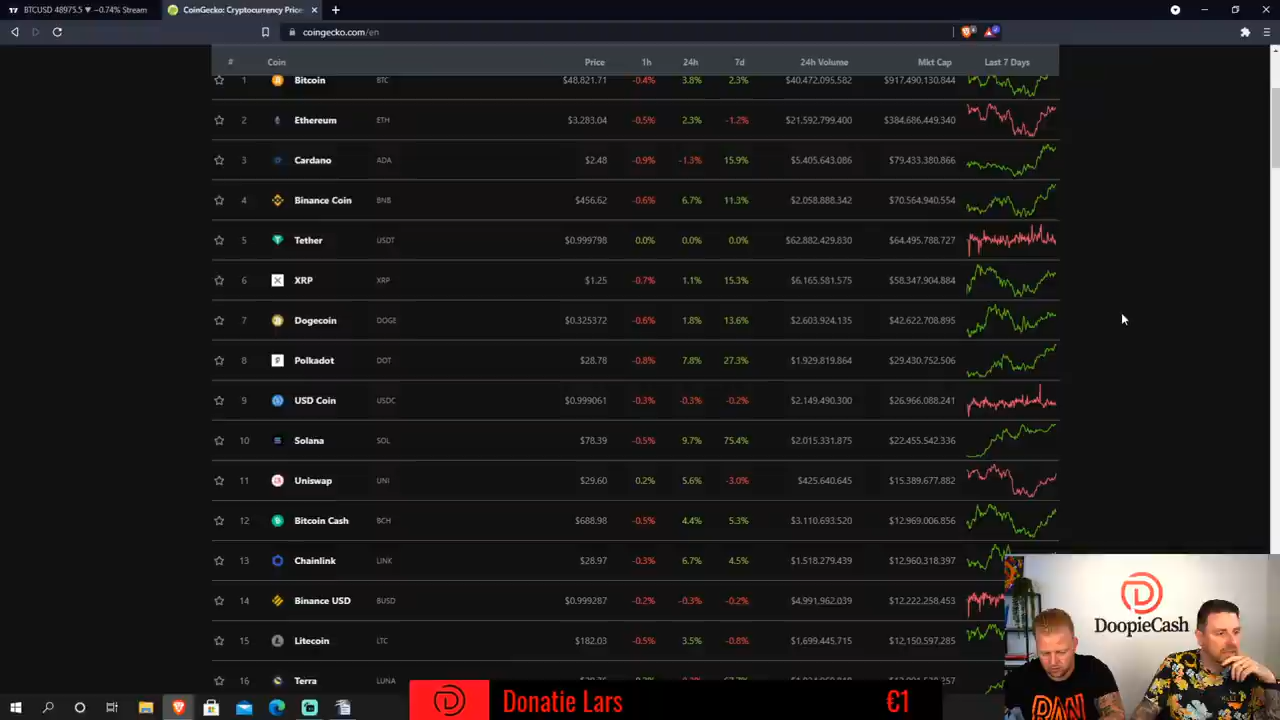 BTCUSD 48975.5 ▼ −0.74% Stream
CoinGecko: Cryptocurrency Price
coingecko.com/en
# Coin Price 1h 24h 7d 24h Volume Mkt Cap Last 7 Days
1 Bitcoin BTC $48,821.71 -0.4% 3.8% 2.3% $40,472,095,582 $917,490,130,844
2 Ethereum ETH $3,283.04 -0.5% 2.3% -1.2% $21,592,799,400 $384,686,449,340
3 Cardano ADA $2.48 -0.9% -1.3% 15.9% $5,405,643,086 $79,433,380,866
4 Binance Coin BNB $456.62 -0.6% 6.7% 11.3% $2,058,888,342 $70,564,940,554
5 Tether USDT $0.999798 0.0% 0.0% 0.0% $62,882,429,830 $64,495,788,727
6 XRP XRP $1.25 -0.7% 1.1% 15.3% $6,165,581,575 $58,347,904,884
7 Dogecoin DOGE $0.325372 -0.6% 1.8% 13.6% $2,603,924,135 $42,622,708,895
8 Polkadot DOT $28.78 -0.8% 7.8% 27.3% $1,929,819,864 $29,430,752,506
9 USD Coin USDC $0.999061 -0.3% -0.3% -0.2% $2,149,490,300 $26,966,088,241
10 Solana SOL $78.39 -0.5% 9.7% 75.4% $2,015,331,875 $22,455,542,336
11 Uniswap UNI $29.60 0.2% 5.6% -3.0% $425,640,645 $15,389,677,882
12 Bitcoin Cash BCH $688.98 -0.5% 4.4% 5.3% $3,110,693,520 $12,969,006,856
13 Chainlink LINK $28.97 -0.3% 6.7% 4.5% $1,518,279,439 $12,960,318,397
14 Binance USD BUSD $0.999287 -0.2% -0.3% -0.2% $4,991,962,039 $12,222,258,453
15 Litecoin LTC $182.03 -0.5% 3.5% -0.8% $1,699,445,715 $12,150,597,285
16 Terra LUNA
DoopieCash
Donatie Lars €1